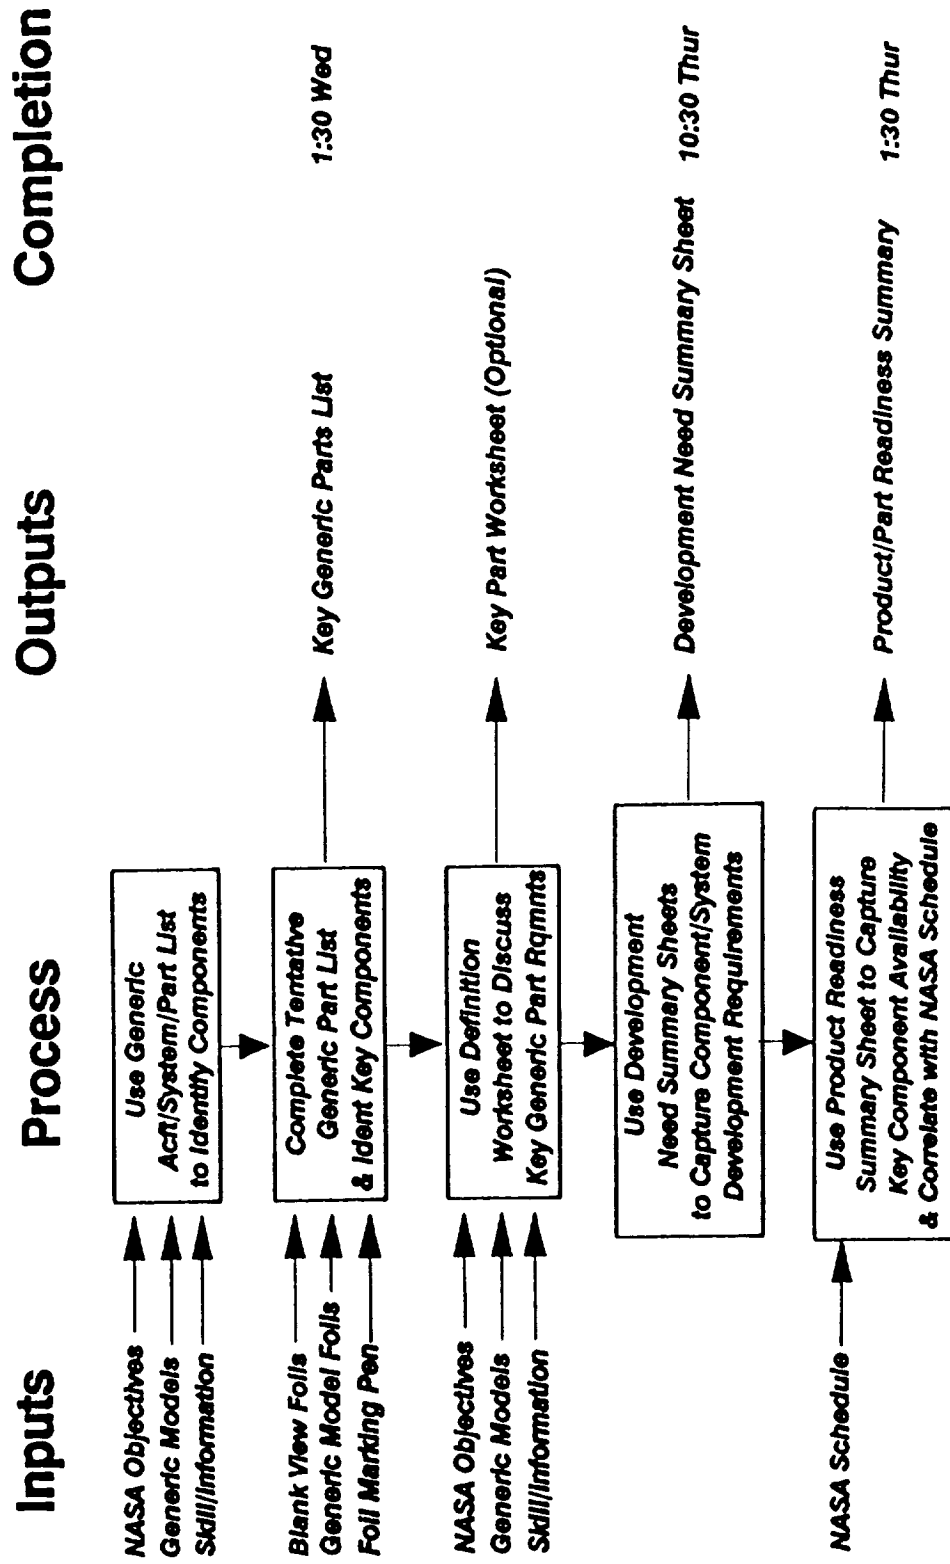 Inputs
Process
Outputs
Completion
NASA Objectives
Generic Models
Skill/Information
Use Generic
Acft/System/Part List
to Identity Components
Blank View Foils
Generic Model Foils
Foil Marking Pen
Complete Tentative
Generic Part List
& Ident Key Components
Key Generic Parts List
1:30 Wed
NASA Objectives
Generic Models
Skill/Information
Use Definition
Worksheet to Discuss
Key Generic Part Rqmnts
Key Part Worksheet (Optional)
Use Development
Need Summary Sheets
to Capture Component/System
Development Requirements
Development Need Summary Sheet
10:30 Thur
NASA Schedule
Use Product Readiness
Summary Sheet to Capture
Key Component Availability
& Correlate with NASA Schedule
Product/Part Readiness Summary
1:30 Thur